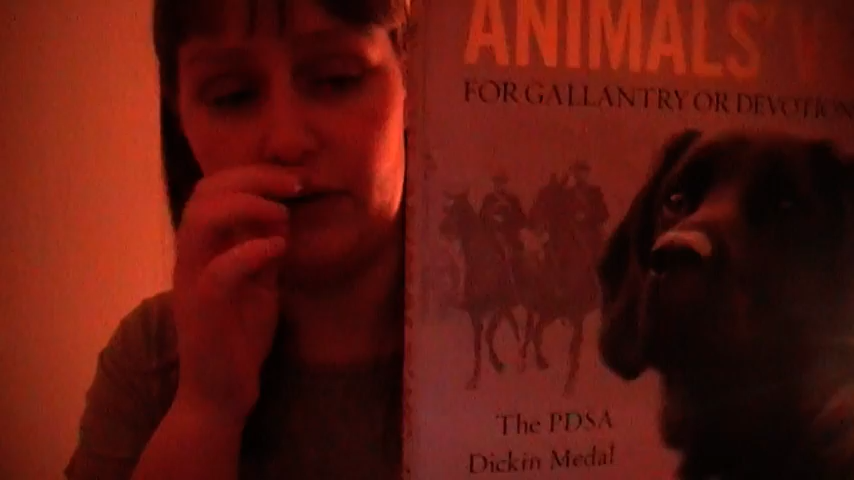 ANIMALS' V
FOR GALLANTRY OR DEVOTION
The PDSA
Dickin Medal